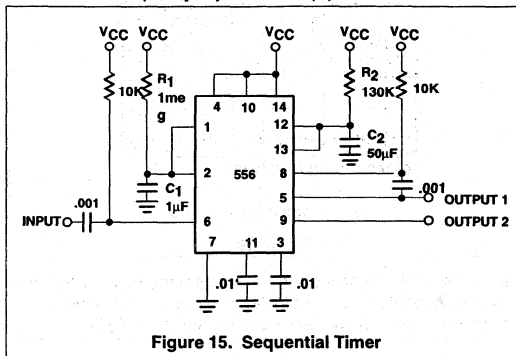 VCC VCC VCC VCC VCC
10K R1 1me g
R2 130K 10K
4 10 14
1 12
13
C2 50µF
2 556 8
C1 1µF
.001
5 OUTPUT 1
INPUT .001 6 9 OUTPUT 2
7 11 3
.01 .01
Figure 15. Sequential Timer